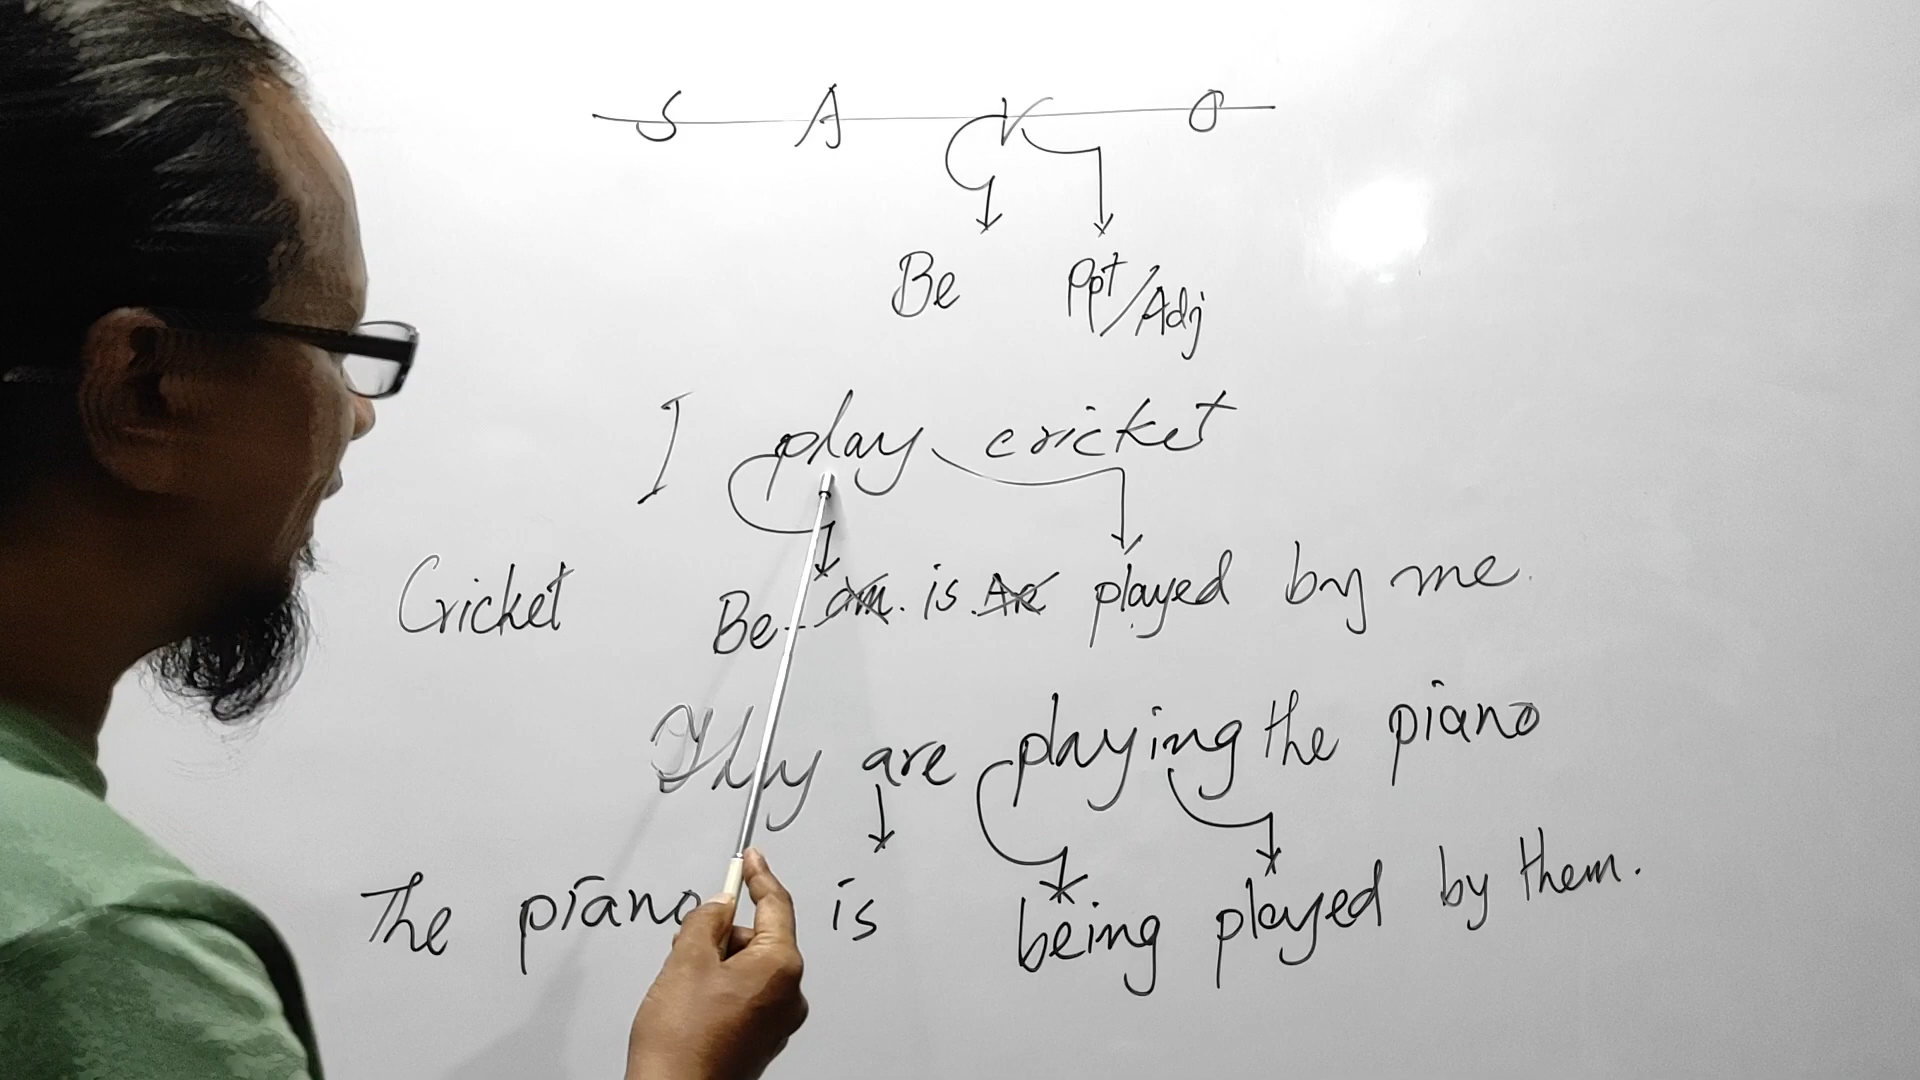 S A V O
Be Ppt/Adj
I play cricket
Cricket Be.. am. is. Are played by me.
They are playing the piano
The piano is being played by them.